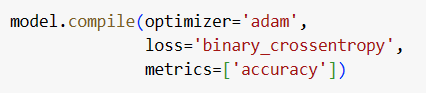 model.compile(optimizer='adam',
              loss='binary_crossentropy',
              metrics=['accuracy'])